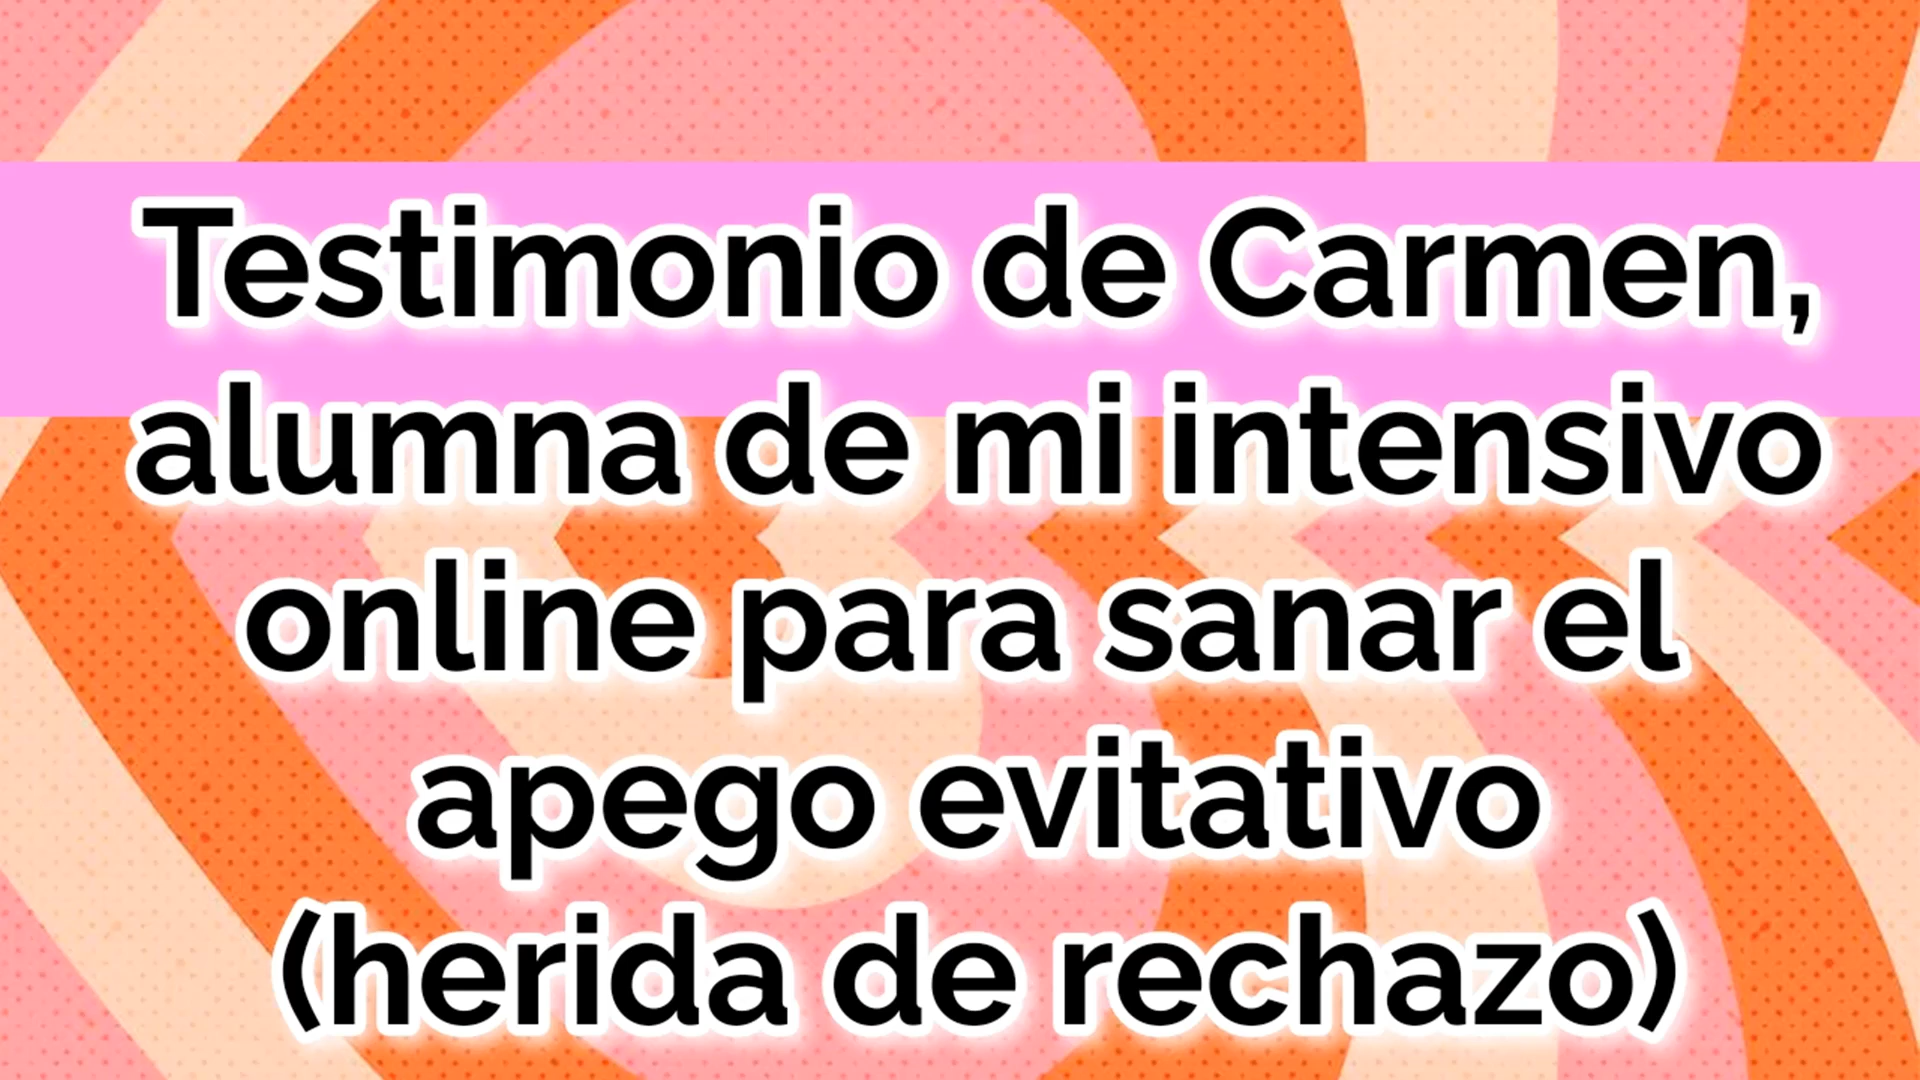 Testimonio de Carmen,
alumna de mi intensivo
online para sanar el
apego evitativo
(herida de rechazo)